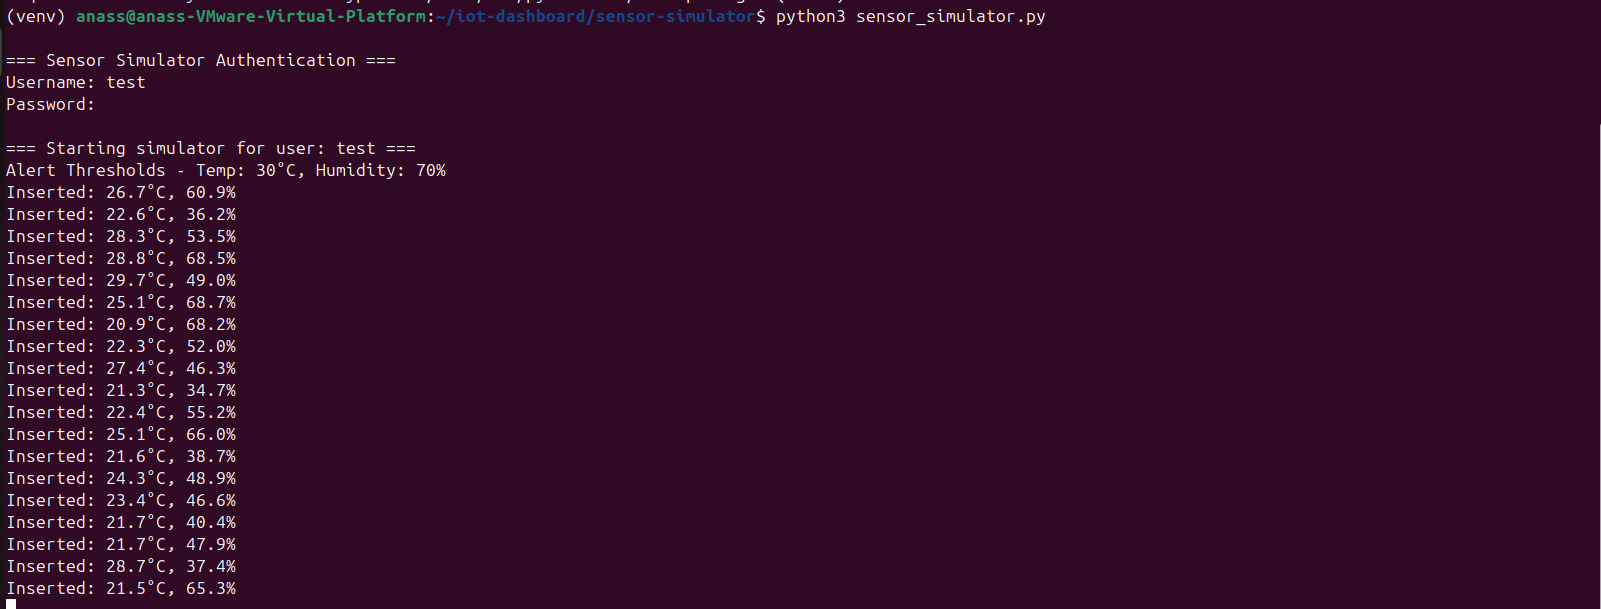 (venv) anass@anass-VMware-Virtual-Platform:~/iot-dashboard/sensor-simulator$ python3 sensor_simulator.py
=== Sensor Simulator Authentication ===
Username: test
Password:
=== Starting simulator for user: test ===
Alert Thresholds - Temp: 30°C, Humidity: 70%
Inserted: 26.7°C, 60.9%
Inserted: 22.6°C, 36.2%
Inserted: 28.3°C, 53.5%
Inserted: 28.8°C, 68.5%
Inserted: 29.7°C, 49.0%
Inserted: 25.1°C, 68.7%
Inserted: 20.9°C, 68.2%
Inserted: 22.3°C, 52.0%
Inserted: 27.4°C, 46.3%
Inserted: 21.3°C, 34.7%
Inserted: 22.4°C, 55.2%
Inserted: 25.1°C, 66.0%
Inserted: 21.6°C, 38.7%
Inserted: 24.3°C, 48.9%
Inserted: 23.4°C, 46.6%
Inserted: 21.7°C, 40.4%
Inserted: 21.7°C, 47.9%
Inserted: 28.7°C, 37.4%
Inserted: 21.5°C, 65.3%